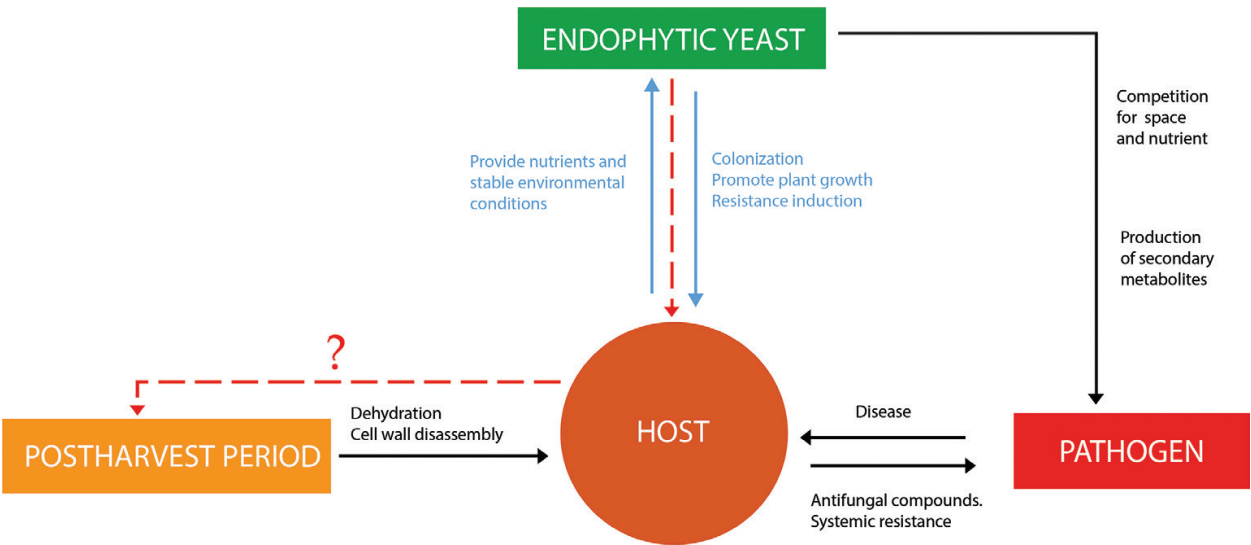 ENDOPHYTIC YEAST
Competition
for space
and nutrient
Provide nutrients and
stable environmental
conditions
Colonization
Promote plant growth
Resistance induction
Production
of secondary
metabolites
?
Dehydration
Cell wall disassembly
POSTHARVEST PERIOD
HOST
Disease
PATHOGEN
Antifungal compounds.
Systemic resistance